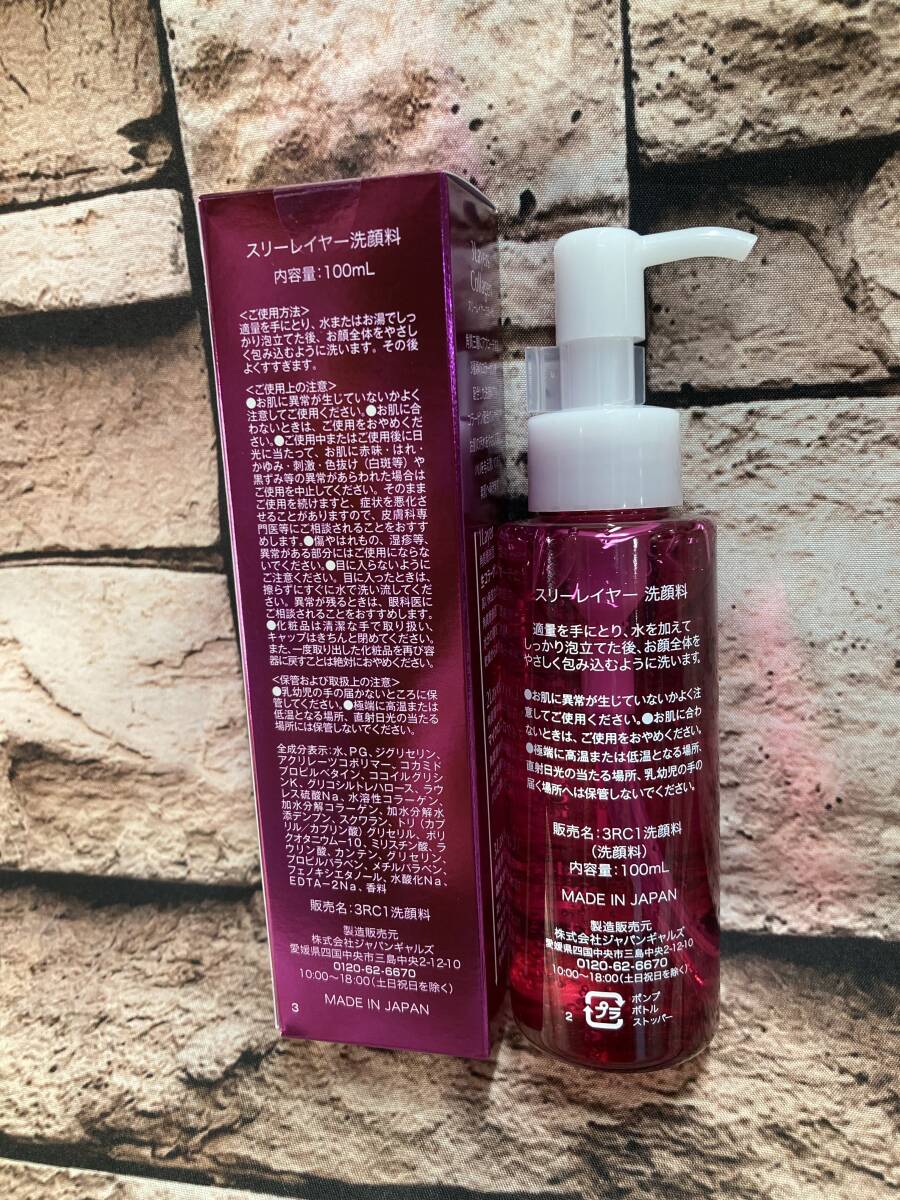 スリーレイヤー洗顔料
内容量：100mL
<ご使用方法>
適量を手にとり、水またはお湯でしっ
かり泡立てた後、お顔全体をやさし
く包み込むように洗います。その後
よくすすぎます。
<ご使用上の注意>
●お肌に異常が生じていないかよく
注意してご使用ください。●お肌に合
わないときは、ご使用をおやめくだ
さい。●ご使用中またはご使用後に日
光に当たって、お肌に赤味・はれ・
かゆみ・刺激・色抜け（白斑等）や
黒ずみ等の異常があらわれた場合は
ご使用を中止してください。そのまま
ご使用を続けますと、症状を悪化さ
せることがありますので、皮膚科専
門医等にご相談されることをおすす
めします。●傷やはれもの、湿疹等、
異常がある部分にはご使用にならな
いでください。●目に入らないように
ご注意ください。目に入ったときは、
擦らずにすぐに水で洗い流してくだ
さい。異常が残るときは、眼科医に
ご相談されることをおすすめします。
●化粧品は清潔な手で取り扱い、
キャップはきちんと閉めてください。
また、一度取り出した化粧品を再び容
器に戻すことは絶対におやめください。
<保管および取扱上の注意>
●乳幼児の手の届かないところに保
管してください。●極端に高温または
低温となる場所、直射日光の当たる
場所には保管しないでください。
全成分表示：水、PG、ジグリセリン、
アクリレーツコポリマー、コカミド
プロピルベタイン、ココイルグリシ
ンK、グリコシルトレハロース、ラウ
レス硫酸Na、水溶性コラーゲン、
加水分解コラーゲン、加水分解水
添デンプン、スクワラン、トリ（カプ
リル/カプリン酸）グリセリル、ポリ
クオタニウム-10、ミリスチン酸、ラ
ウリン酸、カンテン、グリセリン、
プロピルパラベン、メチルパラベン、
フェノキシエタノール、水酸化Na、
EDTA-2Na、香料
販売名：3RC1洗顔料
製造販売元
株式会社ジャパンギャルズ
愛媛県四国中央市三島中央2-12-10
0120-62-6670
10:00～18:00（土日祝日を除く）
MADE IN JAPAN
3
Collagen
スリーレイヤー 洗顔料
適量を手にとり、水を加えて
しっかり泡立てた後、お顔全体を
やさしく包み込むように洗います。
●お肌に異常が生じていないかよく注
意してご使用ください。●お肌に合わ
ないときは、ご使用をおやめください。
●極端に高温または低温となる場所、
直射日光の当たる場所、乳幼児の手の
届く場所へは保管しないでください。
販売名：3RC1洗顔料
（洗顔料）
内容量：100mL
MADE IN JAPAN
製造販売元
株式会社ジャパンギャルズ
愛媛県四国中央市三島中央2-12-10
0120-62-6670
10:00～18:00（土日祝日を除く）
2
プラ
ポンプ
ボトル
ストッパー